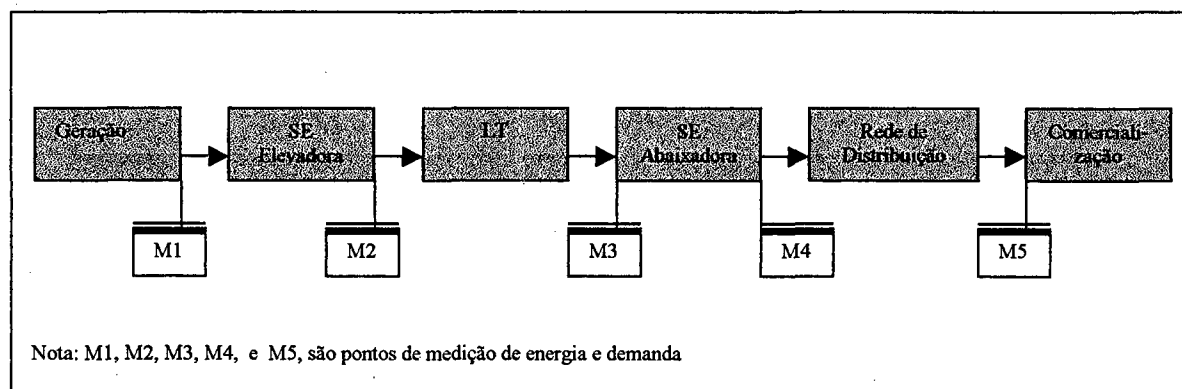 Geração
SE
Elevadora
LT
SE
Abaixadora
Rede de
Distribuição
Comerciali-
zação
M1
M2
M3
M4
M5
Nota: M1, M2, M3, M4, e M5, são pontos de medição de energia e demanda